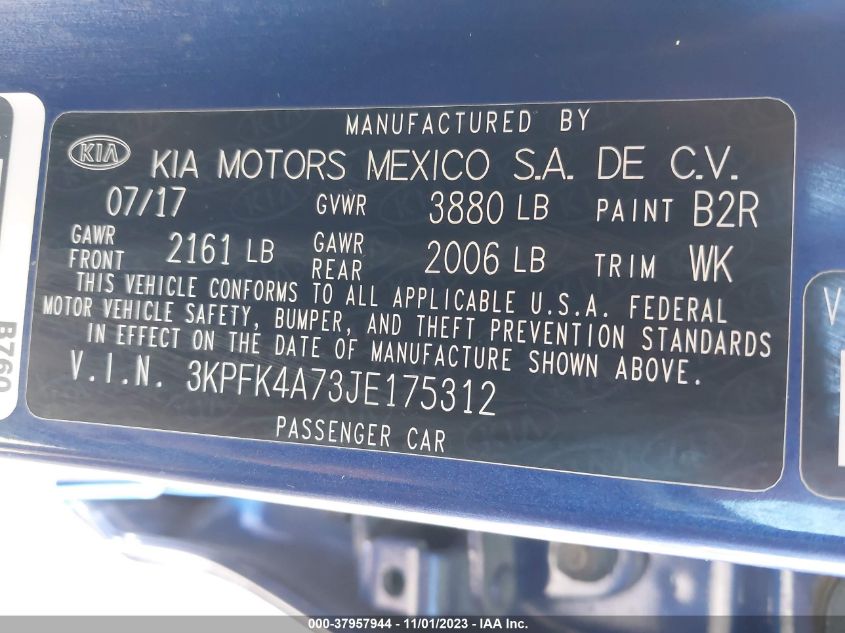 MANUFACTURED BY
KIA KIA MOTORS MEXICO S.A. DE C.V.
07/17 GVWR 3880 LB PAINT B2R
GAWR FRONT 2161 LB GAWR REAR 2006 LB TRIM WK
THIS VEHICLE CONFORMS TO ALL APPLICABLE U.S.A. FEDERAL
MOTOR VEHICLE SAFETY, BUMPER, AND THEFT PREVENTION STANDARDS
IN EFFECT ON THE DATE OF MANUFACTURE SHOWN ABOVE.
V.I.N. 3KPFK4A73JE175312
PASSENGER CAR
B760
V
000-37957944 - 11/01/2023 - IAA Inc.